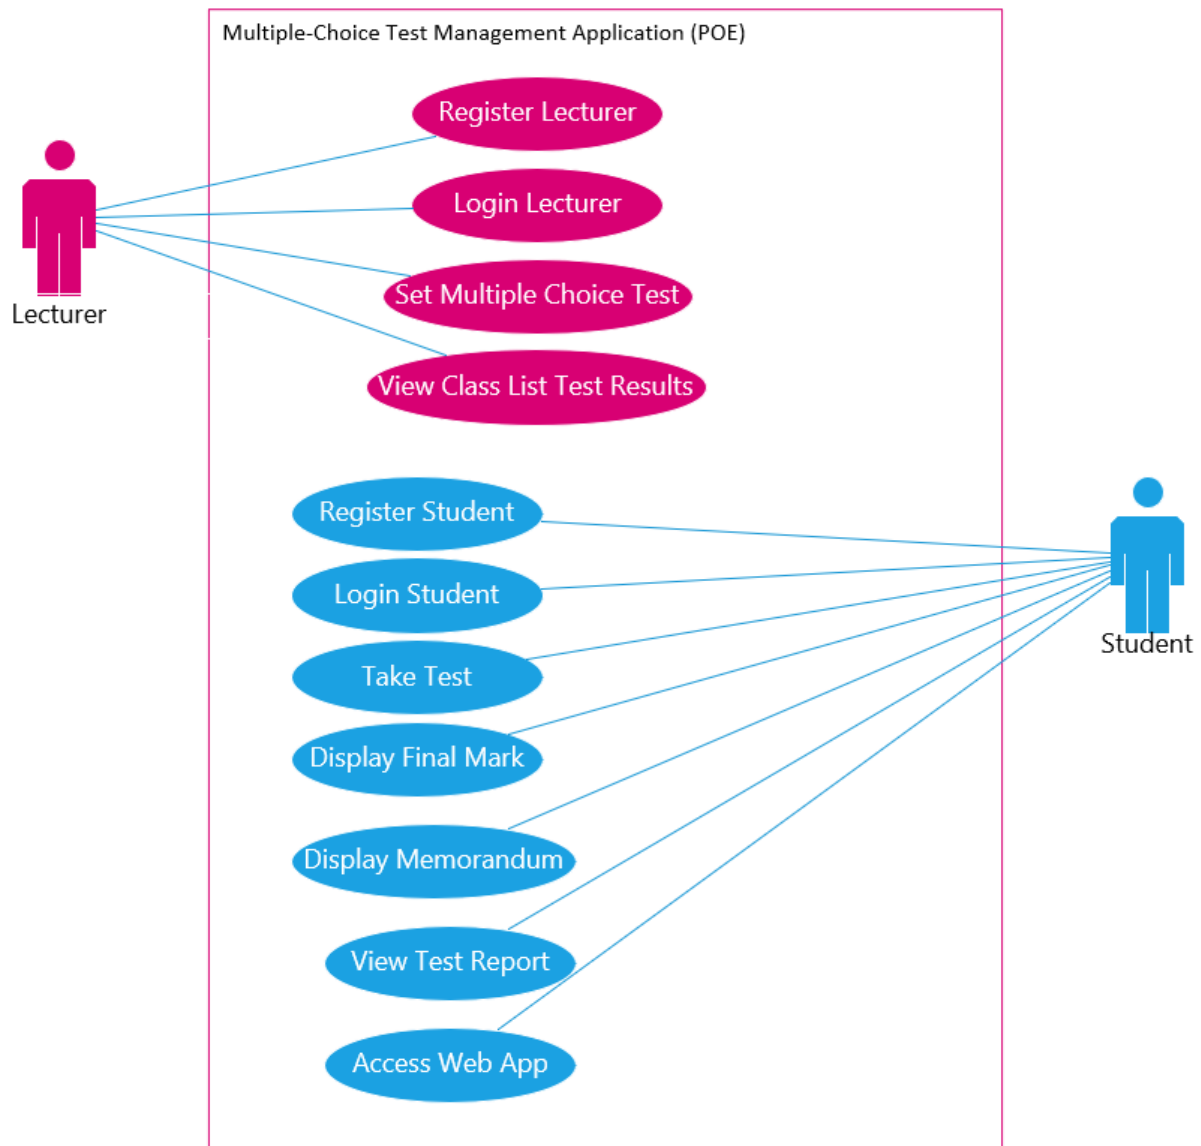 Multiple-Choice Test Management Application (POE)
Register Lecturer
Login Lecturer
Set Multiple Choice Test
View Class List Test Results
Lecturer
Register Student
Login Student
Take Test
Display Final Mark
Display Memorandum
View Test Report
Access Web App
Student